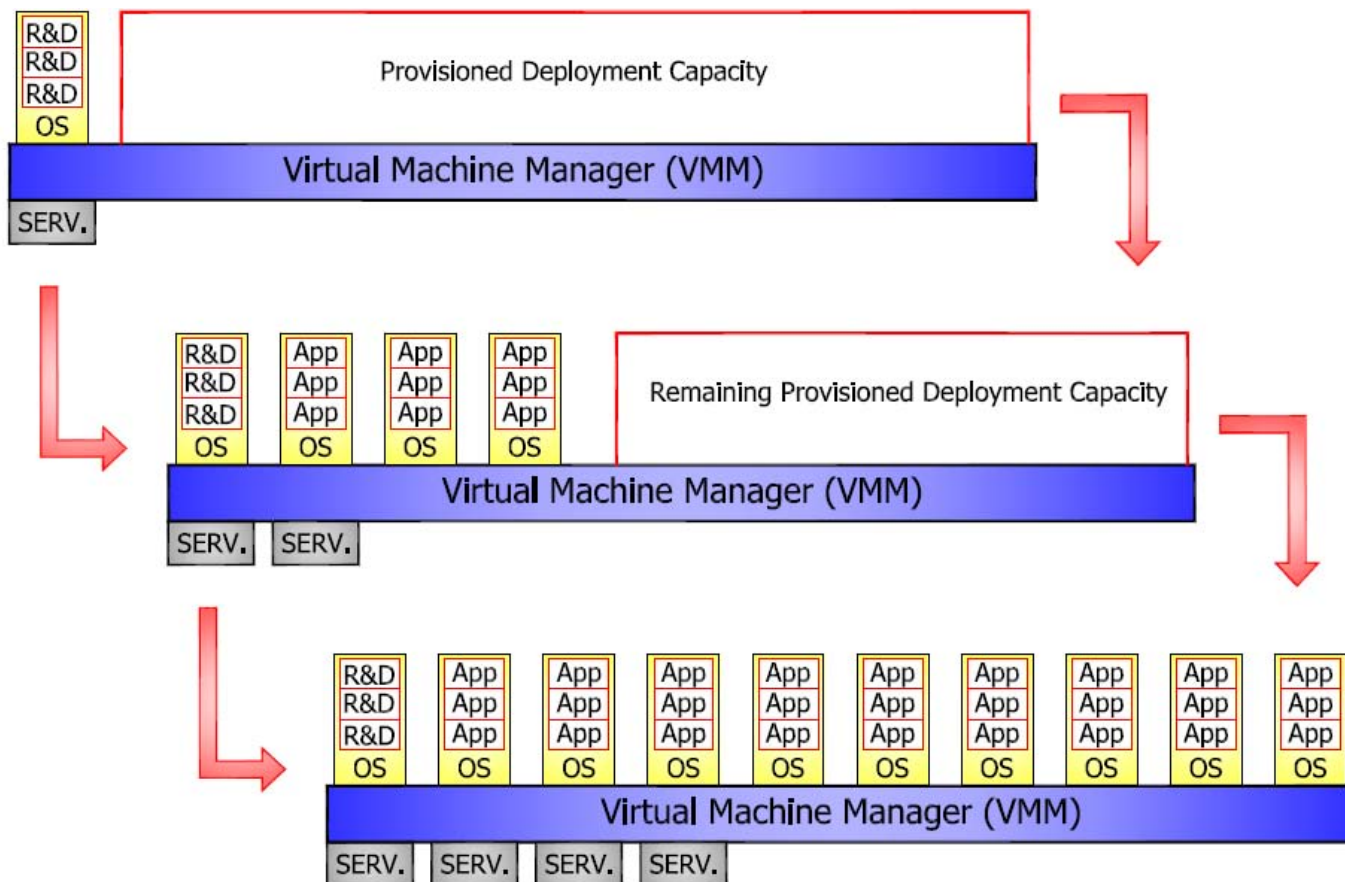 R&D
R&D
R&D
OS
Provisioned Deployment Capacity
Virtual Machine Manager (VMM)
SERV.
R&D App App App
R&D App App App
R&D App App App
OS OS OS OS
Remaining Provisioned Deployment Capacity
Virtual Machine Manager (VMM)
SERV. SERV.
R&D App App App App App App App App App
R&D App App App App App App App App App
R&D App App App App App App App App App
OS OS OS OS OS OS OS OS OS OS
Virtual Machine Manager (VMM)
SERV. SERV. SERV. SERV.